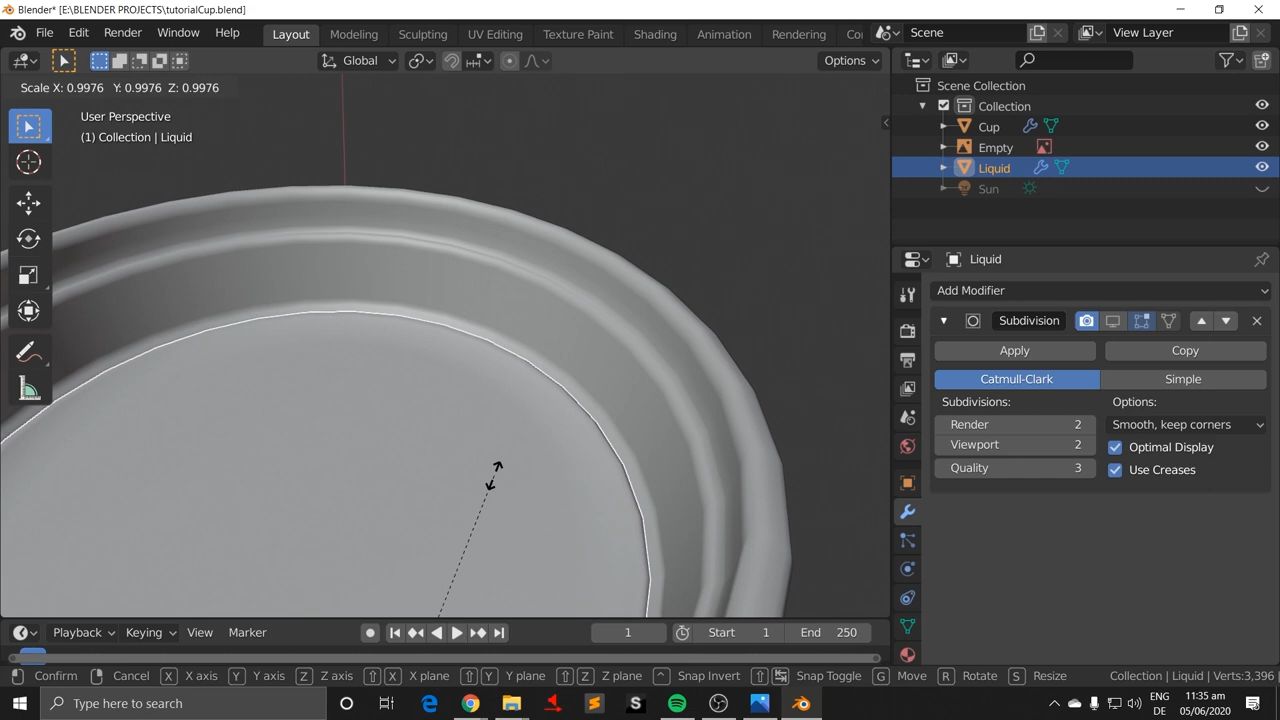 Blender* [E:\BLENDER PROJECTS\tutorialCup.blend]
File Edit Render Window Help Layout Modeling Sculpting UV Editing Texture Paint Shading Animation Rendering Co Scene View Layer
Global Options
Scale X: 0.9976 Y: 0.9976 Z: 0.9976
User Perspective
(1) Collection | Liquid
Scene Collection
Collection
Cup
Empty
Liquid
Sun
Liquid
Add Modifier
Subdivision
Apply Copy
Catmull-Clark Simple
Subdivisions: Options:
Render 2 Smooth, keep corners
Viewport 2 Optimal Display
Quality 3 Use Creases
Playback Keying View Marker 1 Start 1 End 250
Confirm Cancel X X axis Y Y axis Z Z axis X X plane Y Y plane Z Z plane ^ Snap Invert Snap Toggle G Move R Rotate S Resize Collection | Liquid | Verts:3,396
Type here to search ENG 11:35 am
DE 05/06/2020